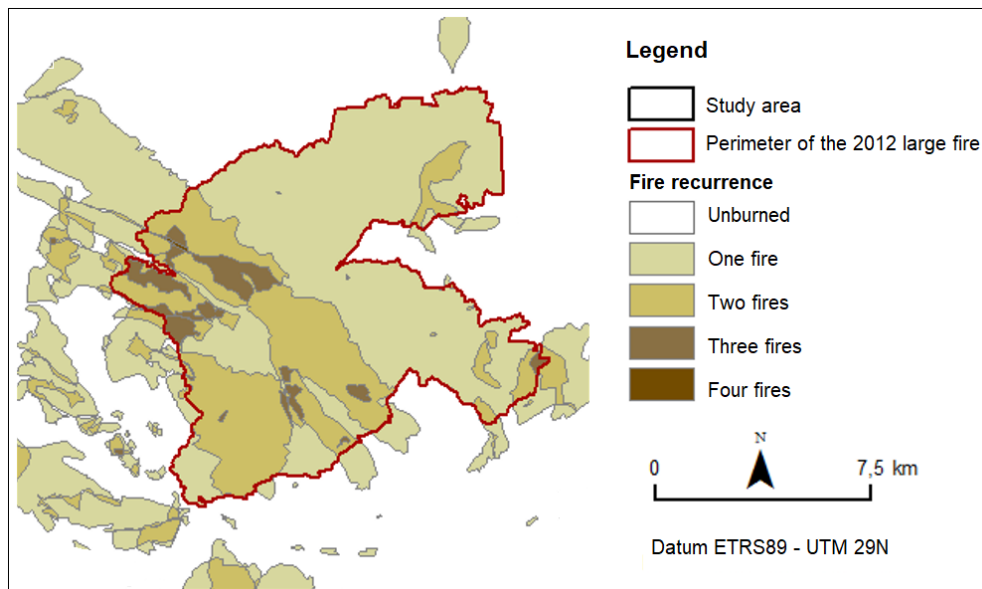 Legend
Study area
Perimeter of the 2012 large fire
Fire recurrence
Unburned
One fire
Two fires
Three fires
Four fires
N
0 7,5 km
Datum ETRS89 - UTM 29N